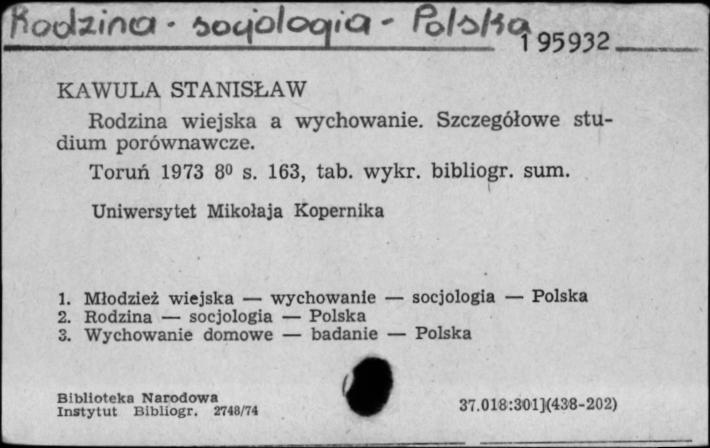 Rodzina - socjologia - Polska
195932
KAWULA STANISŁAW
Rodzina wiejska a wychowanie. Szczegółowe stu-
dium porównawcze.
Toruń 1973 8⁰ s. 163, tab. wykr. bibliogr. sum.
Uniwersytet Mikołaja Kopernika
1. Młodzież wiejska — wychowanie — socjologia — Polska
2. Rodzina — socjologia — Polska
3. Wychowanie domowe — badanie — Polska
Biblioteka Narodowa
Instytut Bibliogr. 2748/74
37.018:301](438-202)